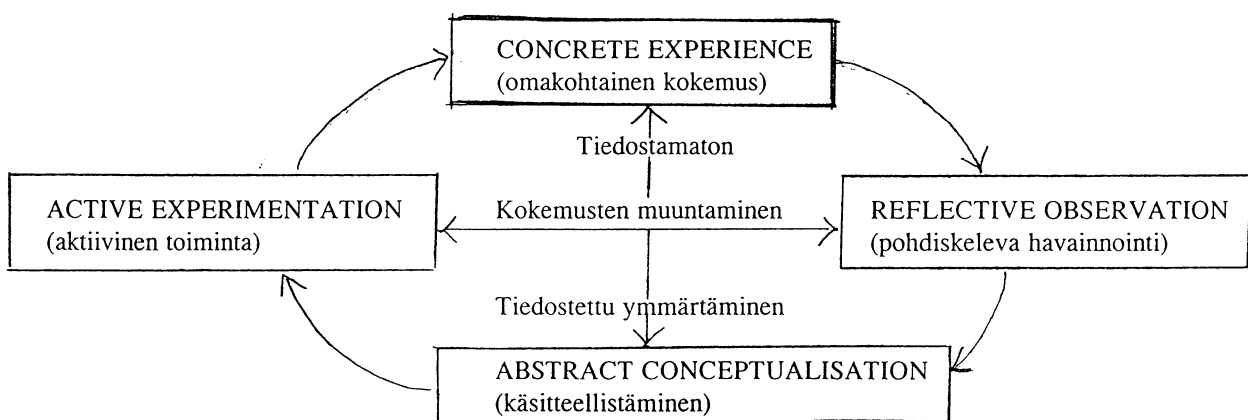 CONCRETE EXPERIENCE
(omakohtainen kokemus)
Tiedostamaton
ACTIVE EXPERIMENTATION
(aktiivinen toiminta)
Kokemusten muuntaminen
REFLECTIVE OBSERVATION
(pohdiskeleva havainnointi)
Tiedostettu ymmärtäminen
ABSTRACT CONCEPTUALISATION
(käsitteellistäminen)